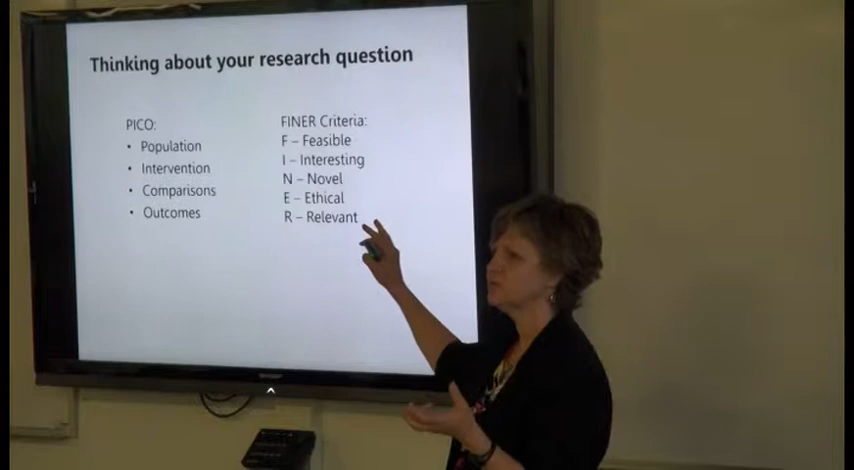 Thinking about your research question
PICO:
• Population
• Intervention
• Comparisons
• Outcomes
FINER Criteria:
F – Feasible
I – Interesting
N – Novel
E – Ethical
R – Relevant